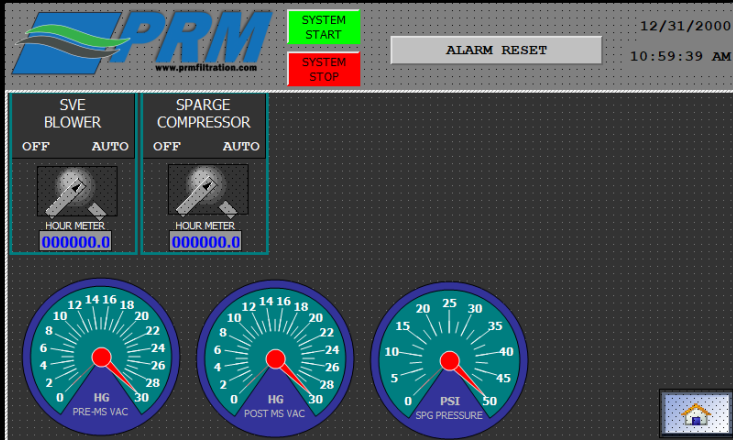 PRM
www.prmfiltration.com
SYSTEM
START
SYSTEM
STOP
ALARM RESET
12/31/2000
10:59:39 AM
SVE
BLOWER
OFF AUTO
HOUR METER
000000.0
SPARGE
COMPRESSOR
OFF AUTO
HOUR METER
000000.0
0 2 4 6 8 10 12 14 16 18 20 22 24 26 28 30
HG
PRE-MS VAC
0 2 4 6 8 10 12 14 16 18 20 22 24 26 28 30
HG
POST MS VAC
0 5 10 15 20 25 30 35 40 45 50
PSI
SPG PRESSURE